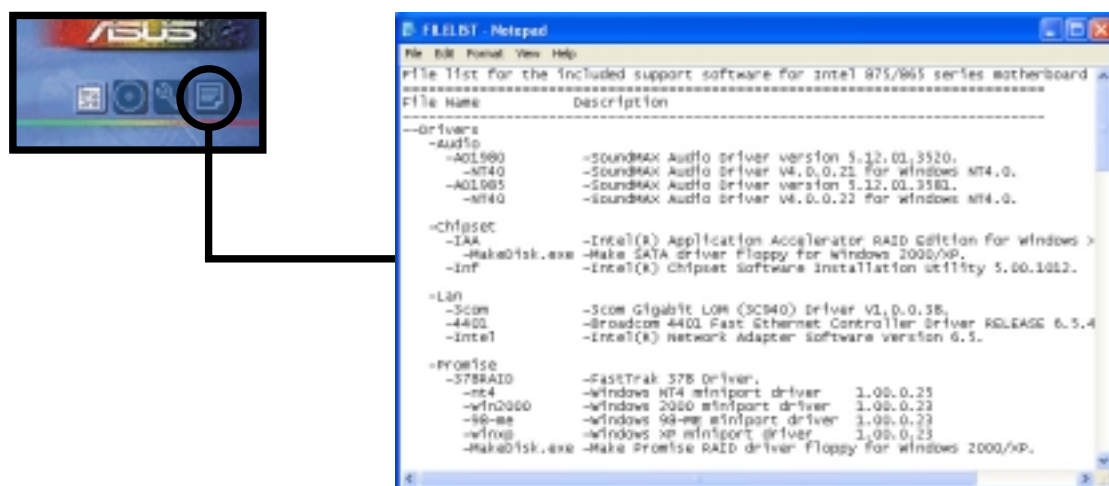 ASUS
FILELIST - Notepad
File Edit Format View Help
File list for the included support software for Intel 875/865 series motherboard
File Name Description
--Drivers
-Audio
-AD1980 -SoundMAX Audio Driver version 5.12.01.3520.
-NT40 -SoundMAX Audio Driver V4.0.0.21 for Windows NT4.0.
-AD1985 -SoundMAX Audio Driver version 5.12.01.3581.
-NT40 -SoundMAX Audio Driver V4.0.0.22 for Windows NT4.0.
-Chipset
-IAA -Intel(R) Application Accelerator RAID Edition for Windows
-MakeDisk.exe -Make SATA driver floppy for Windows 2000/XP.
-Inf -Intel(R) Chipset Software Installation Utility 5.00.1012.
-Lan
-3com -3com Gigabit LOM (3C940) Driver V1.0.0.38.
-4401 -Broadcom 4401 Fast Ethernet Controller Driver RELEASE 6.5.4
-Intel -Intel(R) Network Adapter Software version 6.5.
-Promise
-378RAID -FastTrak 378 Driver.
-nt4 -Windows NT4 miniport driver 1.00.0.25
-win2000 -Windows 2000 miniport driver 1.00.0.23
-98-me -Windows 98-ME miniport driver 1.00.0.23
-winxp -Windows XP miniport driver 1.00.0.23
-MakeDisk.exe -Make Promise RAID driver floppy for Windows 2000/XP.